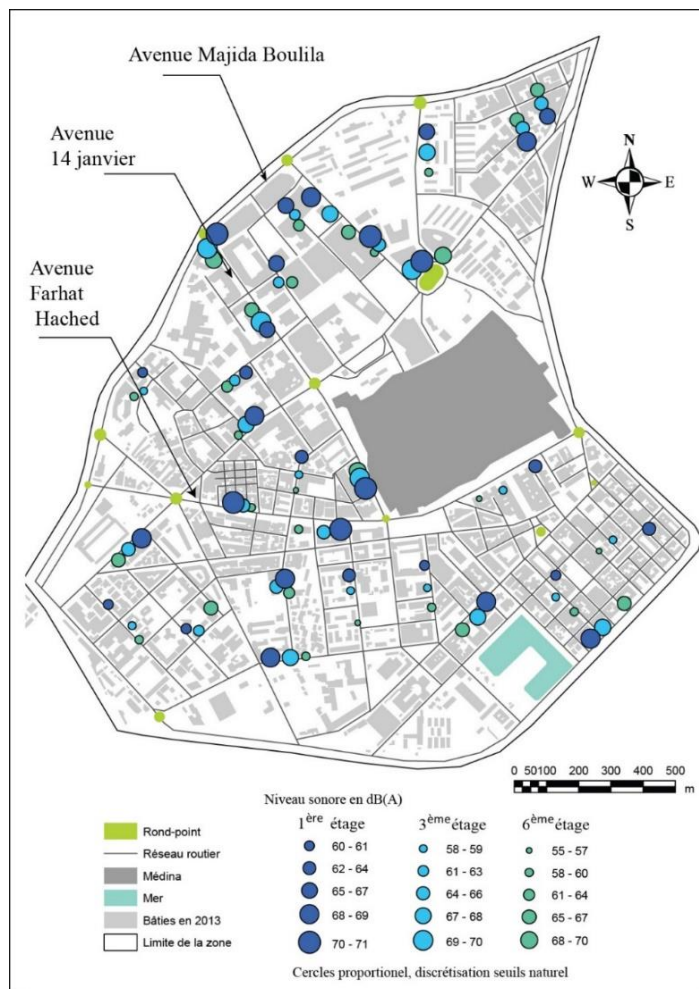 Avenue Majida Boulila
Avenue
14 janvier
Avenue
Farhat
Hached
N
W E
S
0 50100 200 300 400 500
m
Niveau sonore en dB(A)
1ère étage
60 - 61
62 - 64
65 - 67
68 - 69
70 - 71
3ème étage
58 - 59
61 - 63
64 - 66
67 - 68
69 - 70
6ème étage
55 - 57
58 - 60
61 - 64
65 - 67
68 - 70
Rond-point
Réseau routier
Médina
Mer
Bâties en 2013
Limite de la zone
Cercles proportionel, discrétisation seuils naturel